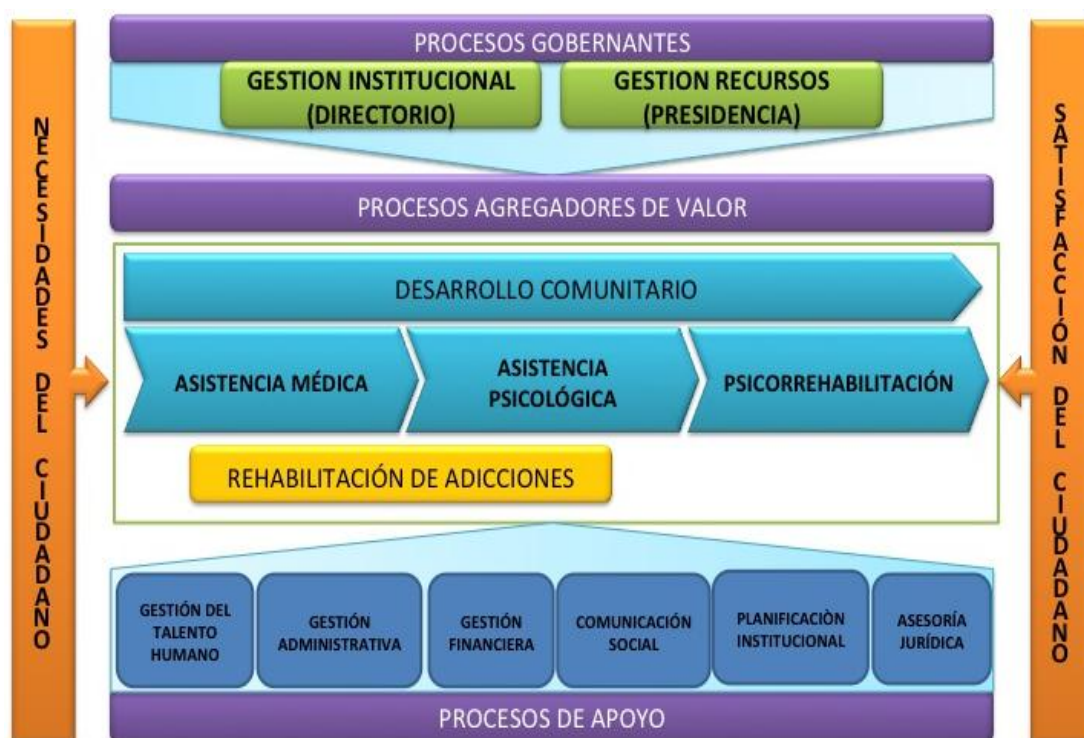 PROCESOS GOBERNANTES
GESTION INSTITUCIONAL
(DIRECTORIO)
GESTION RECURSOS
(PRESIDENCIA)
NECESIDADES DEL CIUDADANO
PROCESOS AGREGADORES DE VALOR
DESARROLLO COMUNITARIO
ASISTENCIA MÉDICA
ASISTENCIA
PSICOLÓGICA
PSICORREHABILITACIÓN
REHABILITACIÓN DE ADICCIONES
SATISFACCIÓN DEL CIUDADANO
GESTIÓN DEL
TALENTO
HUMANO
GESTIÓN
ADMINISTRATIVA
GESTIÓN
FINANCIERA
COMUNICACIÓN
SOCIAL
PLANIFICACIÒN
INSTITUCIONAL
ASESORÍA
JURÍDICA
PROCESOS DE APOYO